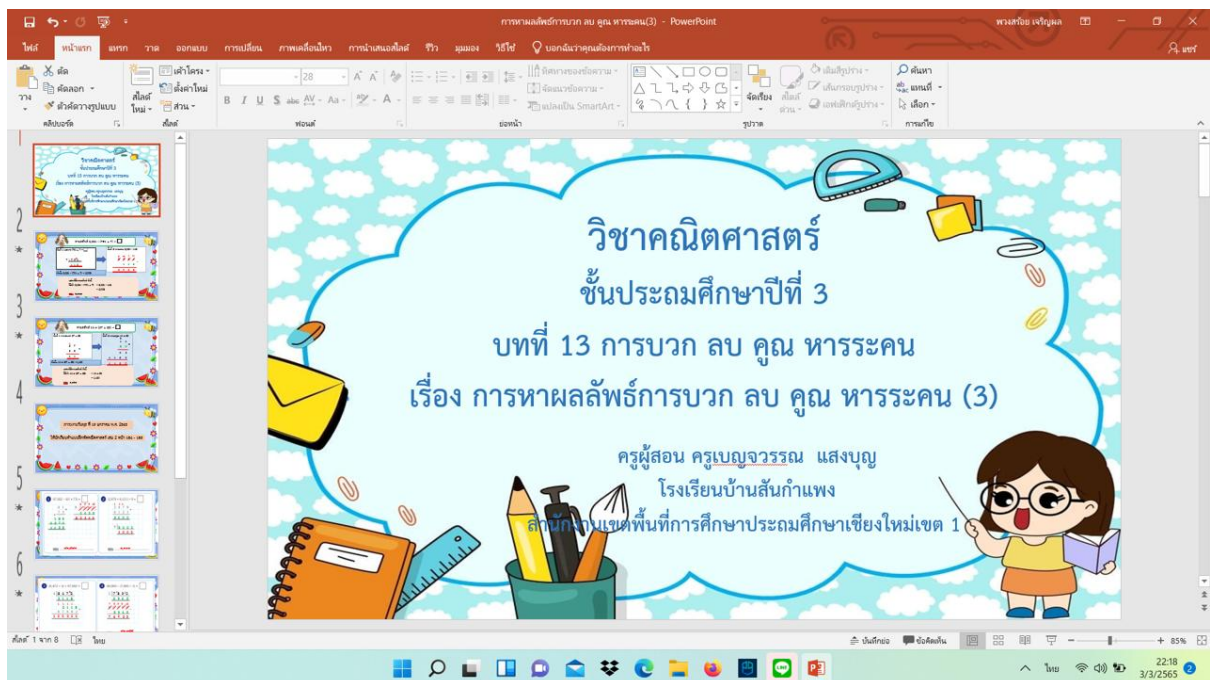 การหาผลลัพธ์การบวก ลบ คูณ หารระคน(3) - PowerPoint
พวงสร้อย เจริญผล
ไฟล์ หน้าแรก แทรก วาด ออกแบบ การเปลี่ยน ภาพเคลื่อนไหว การนำเสนอสไลด์ รีวิว มุมมอง วิธีใช้ บอกฉันว่าคุณต้องการทำอะไร แชร์
วาง
ตัด
คัดลอก
ตัวคัดวางรูปแบบ
คลิปบอร์ด
สไลด์ใหม่
เค้าโครง
ตั้งค่าใหม่
ส่วน
สไลด์
28
ฟอนต์
ทิศทางของข้อความ
จัดแนวข้อความ
แปลงเป็น SmartArt
ย่อหน้า
จัดเรียง
สไตล์ด่วน
เติมสีรูปร่าง
เส้นกรอบรูปร่าง
เอฟเฟ็กต์รูปร่าง
รูปวาด
ค้นหา
แทนที่
เลือก
การแก้ไข
2
3
4
5
6
วิชาคณิตศาสตร์
ชั้นประถมศึกษาปีที่ 3
บทที่ 13 การบวก ลบ คูณ หารระคน
เรื่อง การหาผลลัพธ์การบวก ลบ คูณ หารระคน (3)
ครูผู้สอน ครูเบญจวรรณ แสงบุญ
โรงเรียนบ้านสันกำแพง
สำนักงานเขตพื้นที่การศึกษาประถมศึกษาเชียงใหม่เขต 1
สไลด์ 1 จาก 8 ไทย
บันทึกย่อ ข้อคิดเห็น 85%
ไทย
22:18
3/3/2565
2